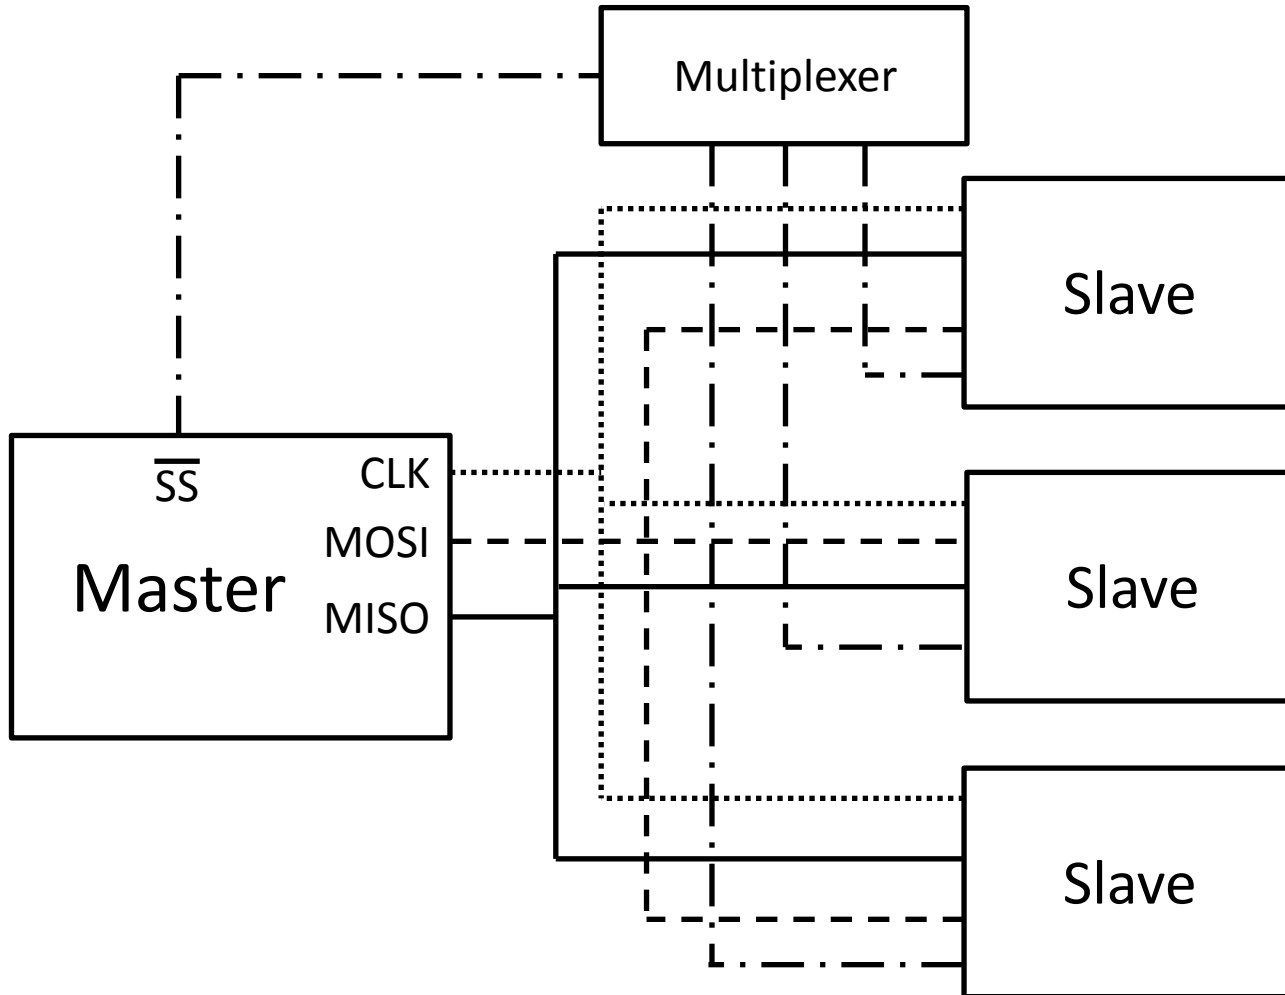 Multiplexer
Slave
SS
CLK
MOSI
Master
MISO
Slave
Slave